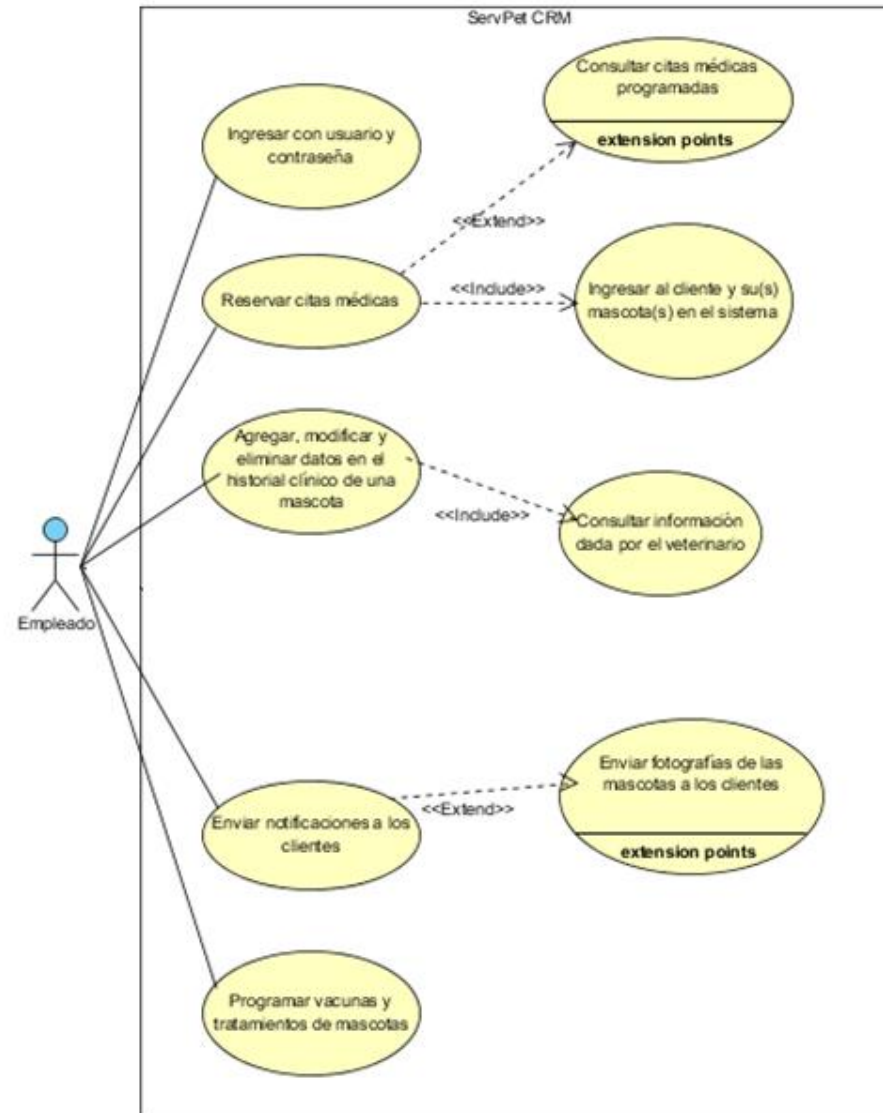 ServPet CRM
Consultar citas médicas
programadas
extension points
Ingresar con usuario y
contraseña
<<Extend>>
Reservar citas médicas
<<Include>>
Ingresar al cliente y su(s)
mascota(s) en el sistema
Agregar, modificar y
eliminar datos en el
historial clínico de una
mascota
<<Include>>
Consultar información
dada por el veterinario
Empleado
Enviar fotografías de las
mascotas a los clientes
extension points
<<Extend>>
Enviar notificaciones a los
clientes
Programar vacunas y
tratamientos de mascotas